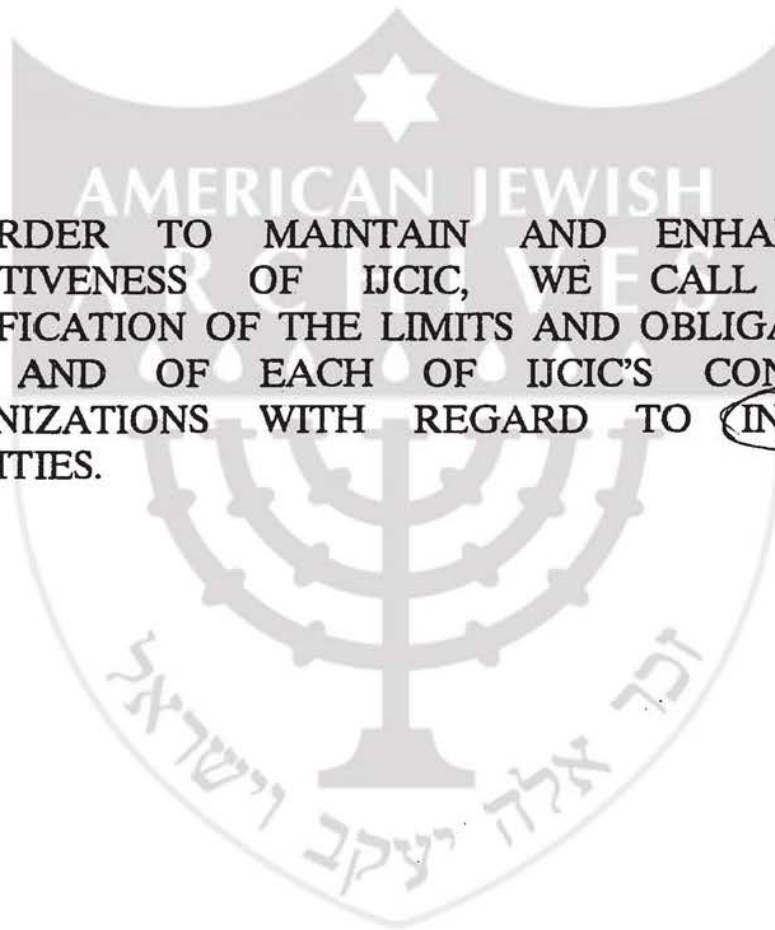 AMERICAN JEWISH
ARCHIVES
RDER TO MAINTAIN AND ENHA
TIVENESS OF IJCIC, WE CALL
FICATION OF THE LIMITS AND OBLIGA
AND OF EACH OF IJCIC'S CON
NIZATIONS WITH REGARD TO IN
ITIES.
זכר אלה יעקב וישראל